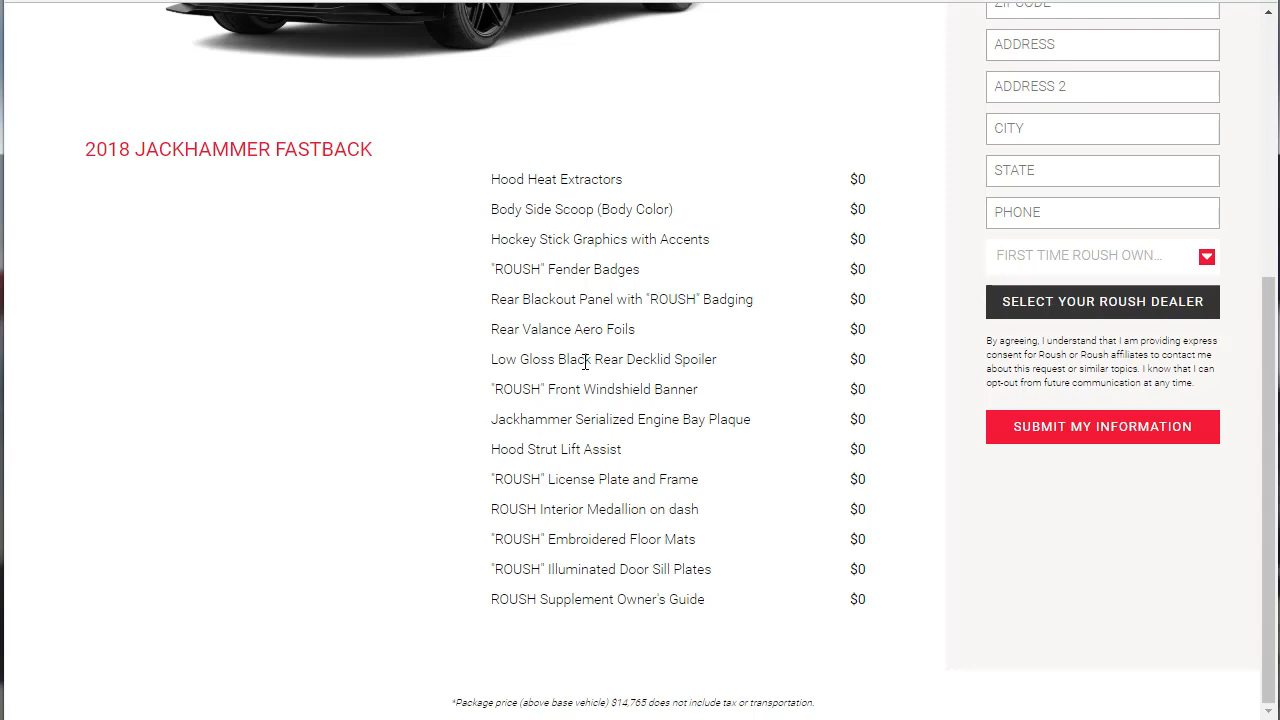 2018 JACKHAMMER FASTBACK
Hood Heat Extractors $0
Body Side Scoop (Body Color) $0
Hockey Stick Graphics with Accents $0
"ROUSH" Fender Badges $0
Rear Blackout Panel with "ROUSH" Badging $0
Rear Valance Aero Foils $0
Low Gloss Black Rear Decklid Spoiler $0
"ROUSH" Front Windshield Banner $0
Jackhammer Serialized Engine Bay Plaque $0
Hood Strut Lift Assist $0
"ROUSH" License Plate and Frame $0
ROUSH Interior Medallion on dash $0
"ROUSH" Embroidered Floor Mats $0
"ROUSH" Illuminated Door Sill Plates $0
ROUSH Supplement Owner's Guide $0
*Package price (above base vehicle) $14,765 does not include tax or transportation.
ZIPCODE
ADDRESS
ADDRESS 2
CITY
STATE
PHONE
FIRST TIME ROUSH OWN...
SELECT YOUR ROUSH DEALER
By agreeing, I understand that I am providing express
consent for Roush or Roush affiliates to contact me
about this request or similar topics. I know that I can
opt-out from future communication at any time.
SUBMIT MY INFORMATION